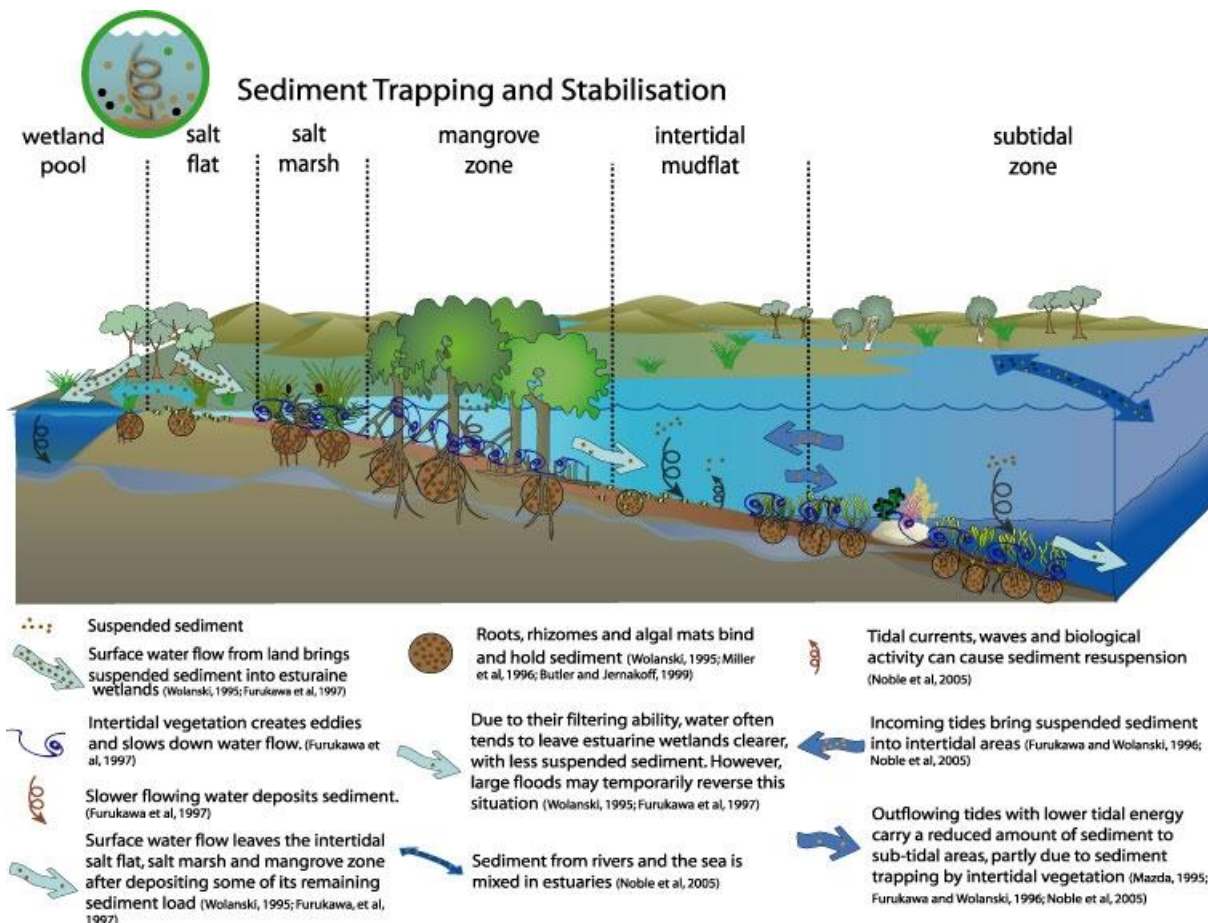 Sediment Trapping and Stabilisation
wetland
pool
salt
flat
salt
marsh
mangrove
zone
intertidal
mudflat
subtidal
zone
Suspended sediment
Surface water flow from land brings
suspended sediment into esturaine
wetlands (Wolanski, 1995; Furukawa et al, 1997)
Intertidal vegetation creates eddies
and slows down water flow. (Furukawa et
al, 1997)
Slower flowing water deposits sediment.
(Furukawa et al, 1997)
Surface water flow leaves the intertidal
salt flat, salt marsh and mangrove zone
after depositing some of its remaining
sediment load (Wolanski, 1995; Furukawa, et al,
1997)
Roots, rhizomes and algal mats bind
and hold sediment (Wolanski, 1995; Miller
et al, 1996; Butler and Jernakoff, 1999)
Due to their filtering ability, water often
tends to leave estuarine wetlands clearer,
with less suspended sediment. However,
large floods may temporarily reverse this
situation (Wolanski, 1995; Furukawa et al, 1997)
Sediment from rivers and the sea is
mixed in estuaries (Noble et al, 2005)
Tidal currents, waves and biological
activity can cause sediment resuspension
(Noble et al, 2005)
Incoming tides bring suspended sediment
into intertidal areas (Furukawa and Wolanski, 1996;
Noble et al, 2005)
Outflowing tides with lower tidal energy
carry a reduced amount of sediment to
sub-tidal areas, partly due to sediment
trapping by intertidal vegetation (Mazda, 1995;
Furukawa and Wolanski, 1996; Noble et al, 2005)